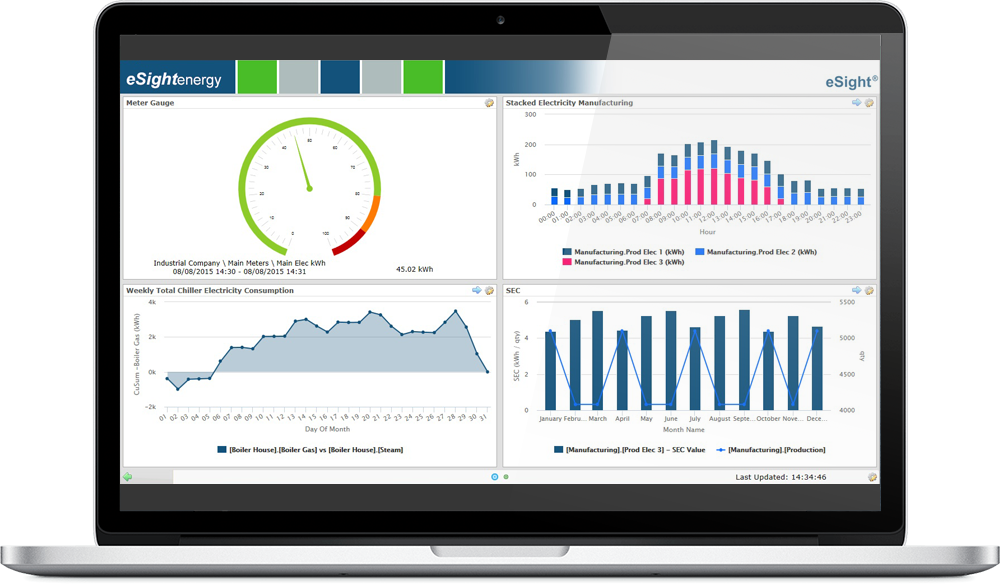 eSightenergy
eSight®
Meter Gauge
0
10
20
30
40
50
60
70
80
90
100
Industrial Company \ Main Meters \ Main Elec kWh
08/08/2015 14:30 - 08/08/2015 14:31
45.02 kWh
Stacked Electricity Manufacturing
kWh
300
200
100
0
00:00 01:00 02:00 03:00 04:00 05:00 06:00 07:00 08:00 09:00 10:00 11:00 12:00 13:00 14:00 15:00 16:00 17:00 18:00 19:00 20:00 21:00 22:00 23:00
Hour
Manufacturing.Prod Elec 1 (kWh) Manufacturing.Prod Elec 2 (kWh)
Manufacturing.Prod Elec 3 (kWh)
Weekly Total Chiller Electricity Consumption
CuSum -Boiler Gas (kWh)
4k
2k
0k
-2k
01 02 03 04 05 06 07 08 09 10 11 12 13 14 15 16 17 18 19 20 21 22 23 24 25 26 27 28 29 30 31
Day Of Month
[Boiler House].[Boiler Gas] vs [Boiler House].[Steam]
SEC
SEC (kWh / qty)
6
4
2
0
5500
5000
4500
4000
qty
January Febru... March April May June July August Septe... October Nove... Dece...
Month Name
[Manufacturing].[Prod Elec 3] - SEC Value [Manufacturing].[Production]
Last Updated: 14:34:46